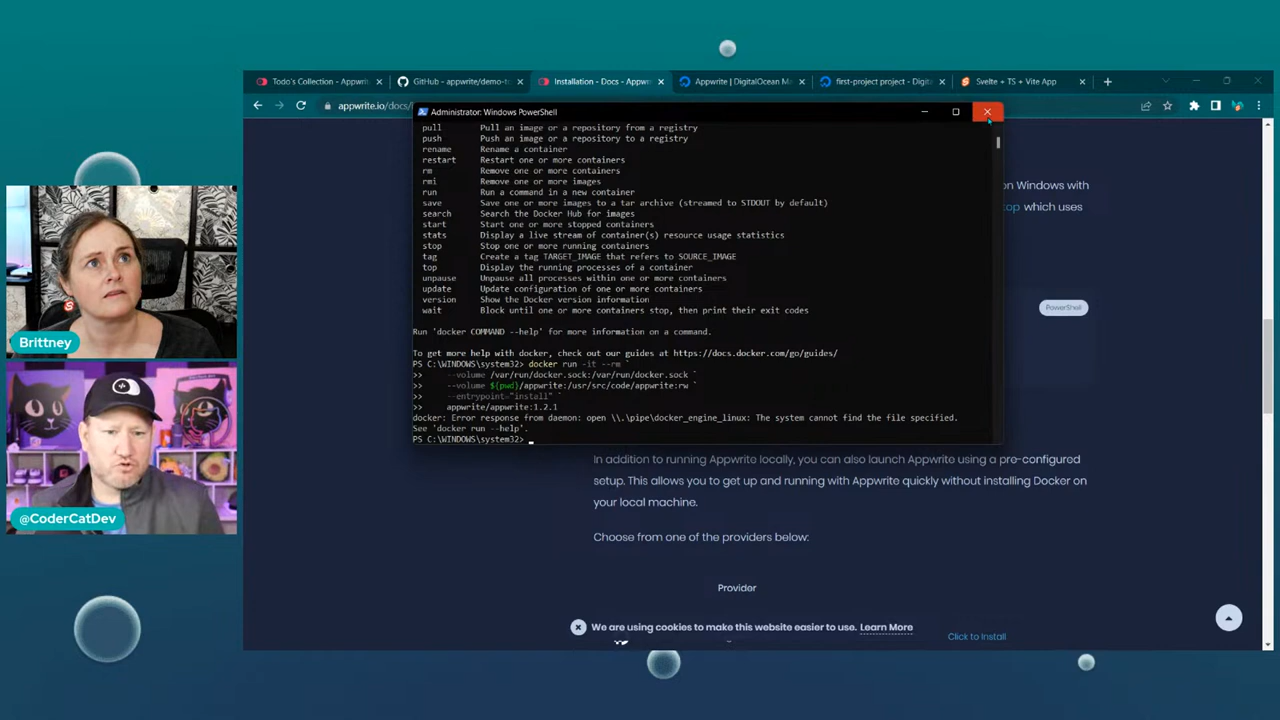 Todo's Collection - Appwrit
GitHub - appwrite/demo-to
Installation - Docs - Appwr
Appwrite | DigitalOcean Ma
first-project project - Digit
Svelte + TS + Vite App
appwrite.io/docs/
Administrator: Windows PowerShell
pull Pull an image or a repository from a registry
push Push an image or a repository to a registry
rename Rename a container
restart Restart one or more containers
rm Remove one or more containers
rmi Remove one or more images
run Run a command in a new container
save Save one or more images to a tar archive (streamed to STDOUT by default)
search Search the Docker Hub for images
start Start one or more stopped containers
stats Display a live stream of container(s) resource usage statistics
stop Stop one or more running containers
tag Create a tag TARGET_IMAGE that refers to SOURCE_IMAGE
top Display the running processes of a container
unpause Unpause all processes within one or more containers
update Update configuration of one or more containers
version Show the Docker version information
wait Block until one or more containers stop, then print their exit codes
Run 'docker COMMAND --help' for more information on a command.
To get more help with docker, check out our guides at https://docs.docker.com/go/guides/
PS C:\WINDOWS\system32> docker run -it --rm `
>> --volume /var/run/docker.sock:/var/run/docker.sock `
>> --volume ${pwd}/appwrite:/usr/src/code/appwrite:rw `
>> --entrypoint="install" `
>> appwrite/appwrite:1.2.1
docker: Error response from daemon: open \\.\pipe\docker_engine_linux: The system cannot find the file specified.
See 'docker run --help'.
PS C:\WINDOWS\system32>
on Windows with
top which uses
PowerShell
In addition to running Appwrite locally, you can also launch Appwrite using a pre-configured
setup. This allows you to get up and running with Appwrite quickly without installing Docker on
your local machine.
Choose from one of the providers below:
Provider
We are using cookies to make this website easier to use. Learn More
Click to Install
Brittney
@CoderCatDev